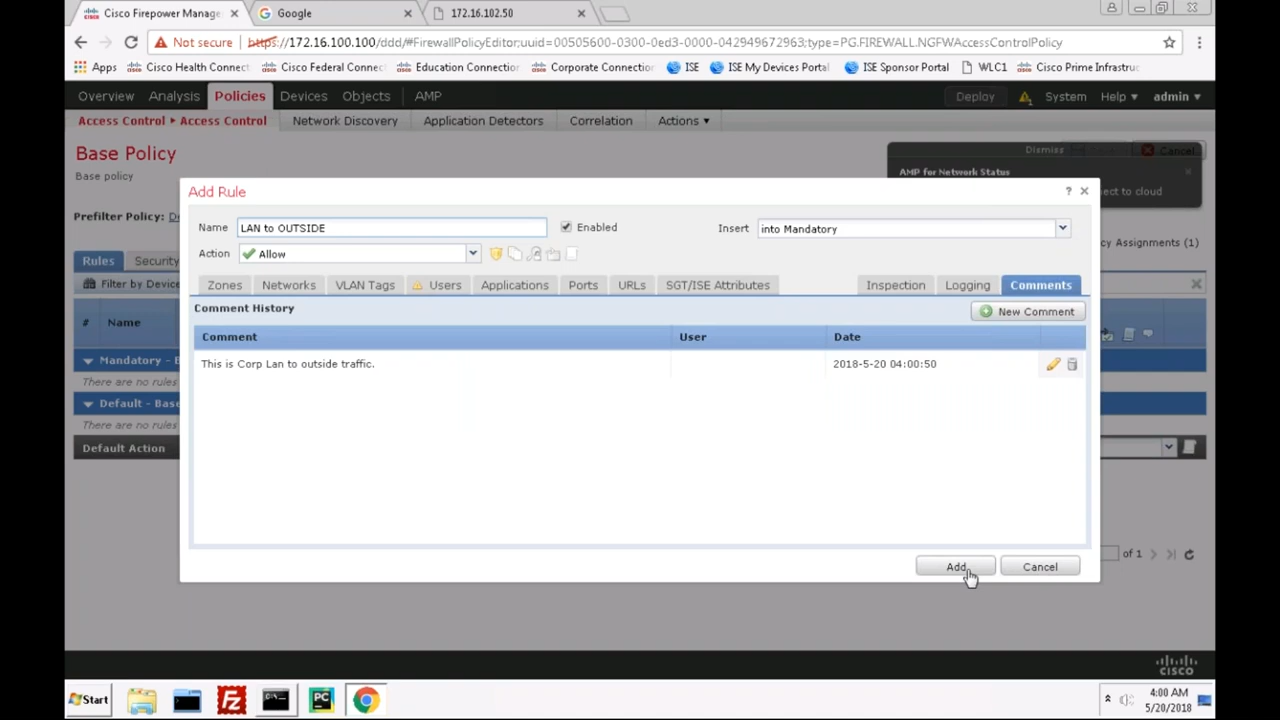 Cisco Firepower Manage
Google
172.16.102.50
Not secure
https://172.16.100.100/ddd/#FirewallPolicyEditor;uuid=00505600-0300-0ed3-0000-042949672963;type=PG.FIREWALL.NGFWAccessControlPolicy
Apps
Cisco Health Connect
Cisco Federal Connec
Education Connection
Corporate Connection
ISE
ISE My Devices Portal
ISE Sponsor Portal
WLC1
Cisco Prime Infrastruc
Overview Analysis Policies Devices Objects AMP
Deploy System Help admin
Access Control ▸ Access Control Network Discovery Application Detectors Correlation Actions
Base Policy
Dismiss
Cancel
Base policy
AMP for Network Status
nect to cloud
Add Rule
Prefilter Policy:
Name LAN to OUTSIDE Enabled Insert into Mandatory
cy Assignments (1)
Action Allow
Rules Security
Zones Networks VLAN Tags Users Applications Ports URLs SGT/ISE Attributes Inspection Logging Comments
Filter by Device
Comment History
New Comment
# Name
Comment User Date
Mandatory - B
This is Corp Lan to outside traffic. 2018-5-20 04:00:50
There are no rules
Default - Base
There are no rules
Default Action
of 1
Add Cancel
CISCO
Start
PC
4:00 AM
5/20/2018